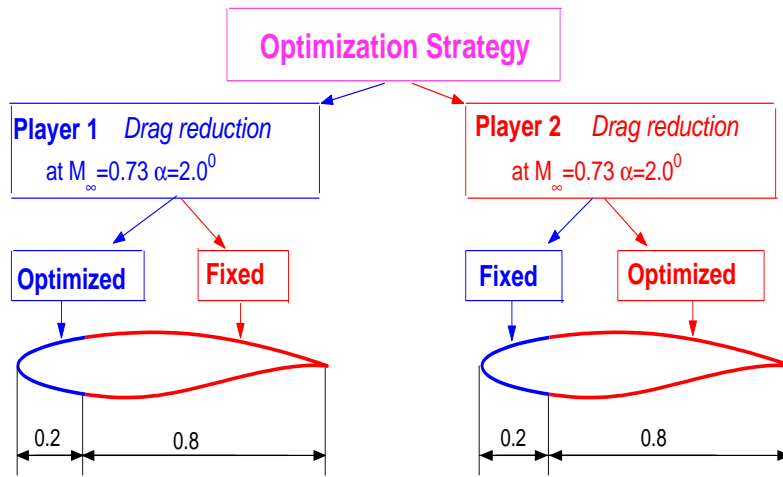 Optimization Strategy
Player 1 Drag reduction
at M∞=0.73 α=2.0⁰
Player 2 Drag reduction
at M∞=0.73 α=2.0⁰
Optimized
Fixed
Fixed
Optimized
0.2
0.8
0.2
0.8